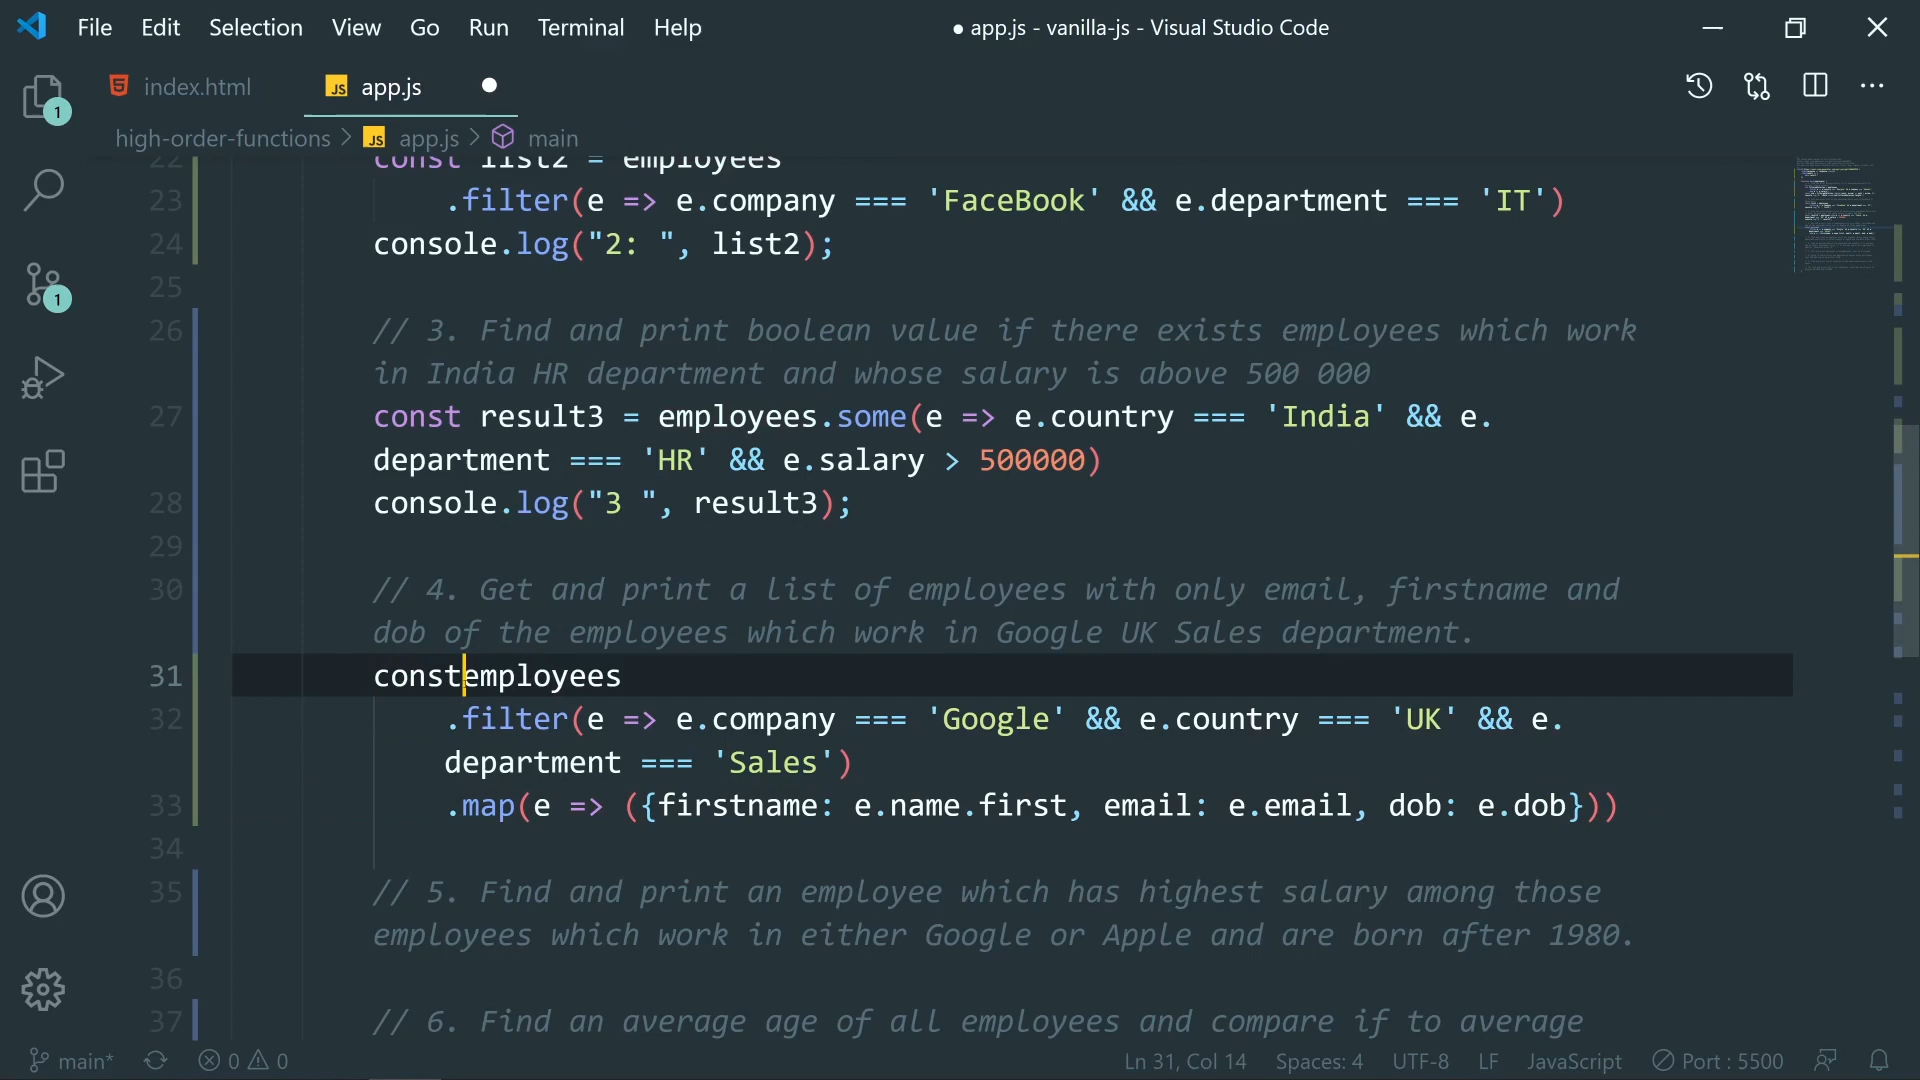 File Edit Selection View Go Run Terminal Help
● app.js - vanilla-js - Visual Studio Code
index.html
JS app.js
high-order-functions > JS app.js > main
22 const list2 = employees
23 .filter(e => e.company === 'FaceBook' && e.department === 'IT')
24 console.log("2: ", list2);
25
26 // 3. Find and print boolean value if there exists employees which work
in India HR department and whose salary is above 500 000
27 const result3 = employees.some(e => e.country === 'India' && e.
department === 'HR' && e.salary > 500000)
28 console.log("3 ", result3);
29
30 // 4. Get and print a list of employees with only email, firstname and
dob of the employees which work in Google UK Sales department.
31 constemployees
32 .filter(e => e.company === 'Google' && e.country === 'UK' && e.
department === 'Sales')
33 .map(e => ({firstname: e.name.first, email: e.email, dob: e.dob}))
34
35 // 5. Find and print an employee which has highest salary among those
employees which work in either Google or Apple and are born after 1980.
36
37 // 6. Find an average age of all employees and compare if to average
1
1
main* 0 0 Ln 31, Col 14 Spaces: 4 UTF-8 LF JavaScript Port : 5500